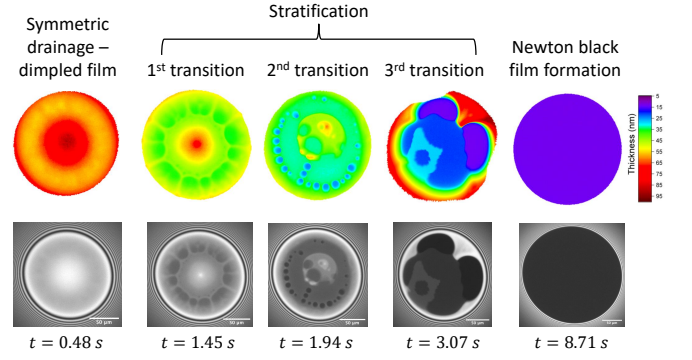 Stratification
Symmetric
drainage –
dimpled film
1st transition
2nd transition
3rd transition
Newton black
film formation
5
15
25
35
45
55
65
75
85
95
Thickness (nm)
50 μm
50 μm
50 μm
50 μm
50 μm
t = 0.48 s
t = 1.45 s
t = 1.94 s
t = 3.07 s
t = 8.71 s